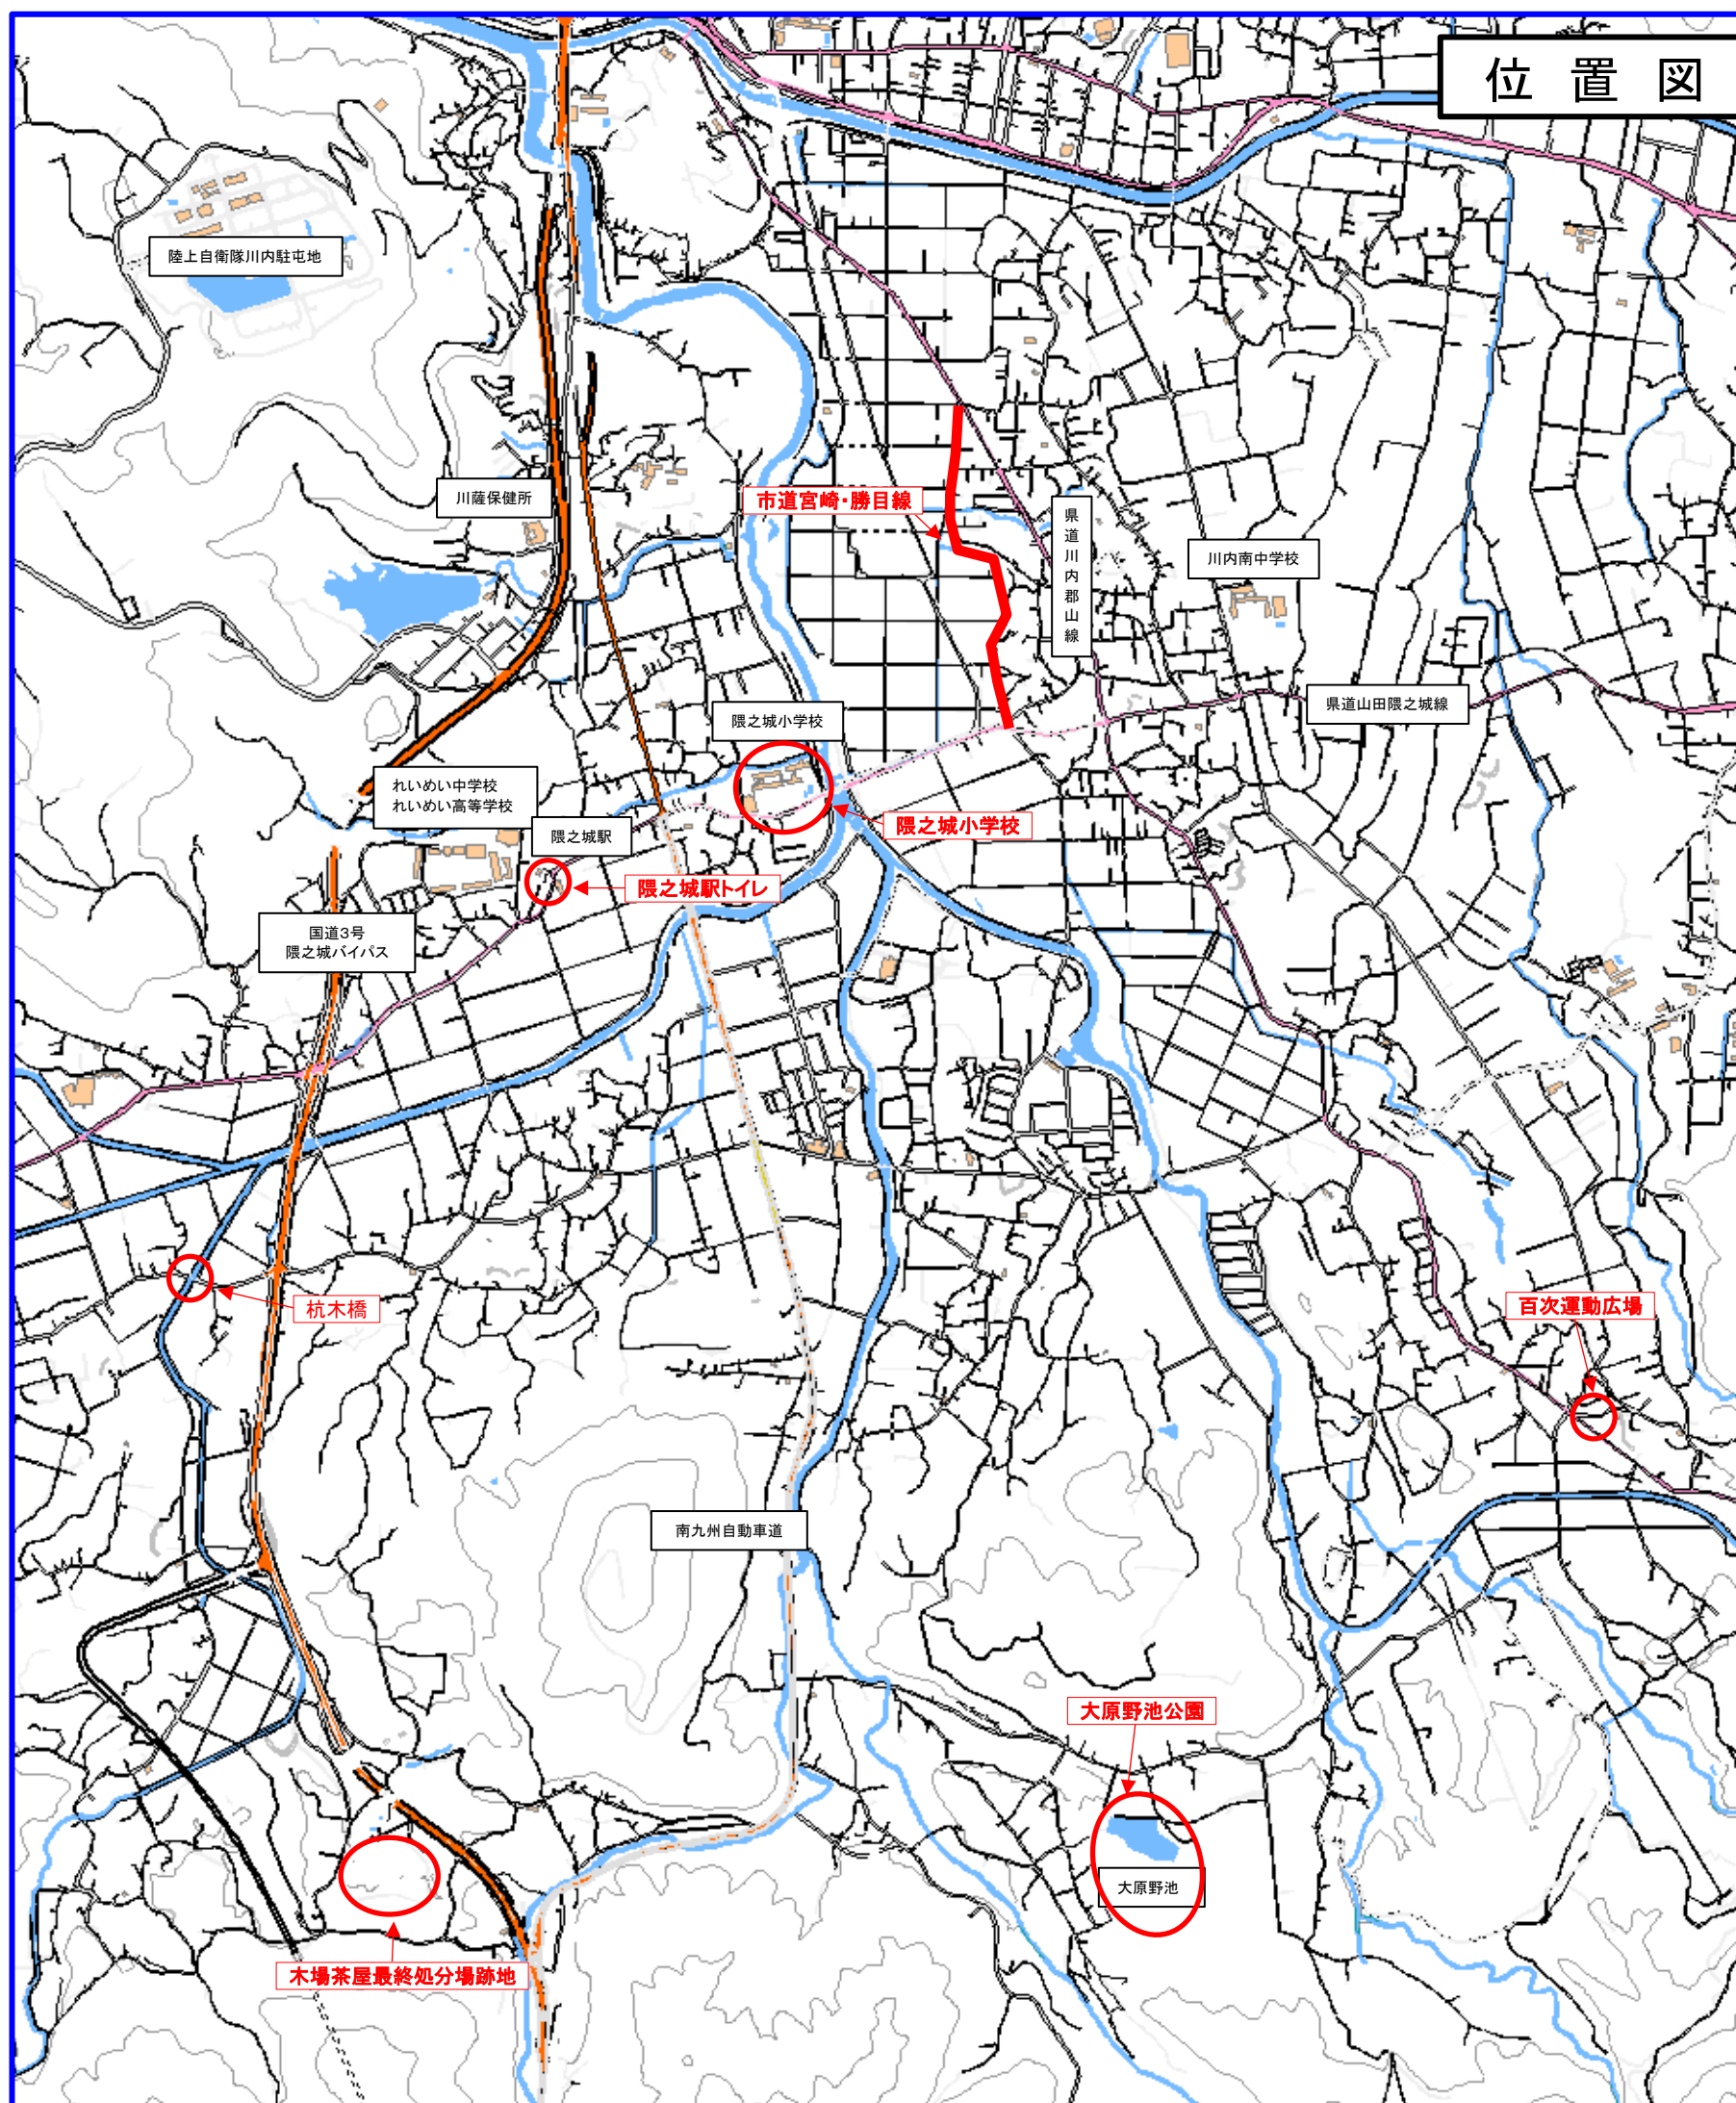 位置図
陸上自衛隊川内駐屯地
川薩保健所
市道宮崎・勝目線
県道川内郡山線
川内南中学校
県道山田隈之城線
隈之城小学校
れいめい中学校
れいめい高等学校
隈之城駅
隈之城小学校
隈之城駅トイレ
国道3号
隈之城バイパス
杭木橋
百次運動広場
南九州自動車道
大原野池公園
大原野池
木場茶屋最終処分場跡地